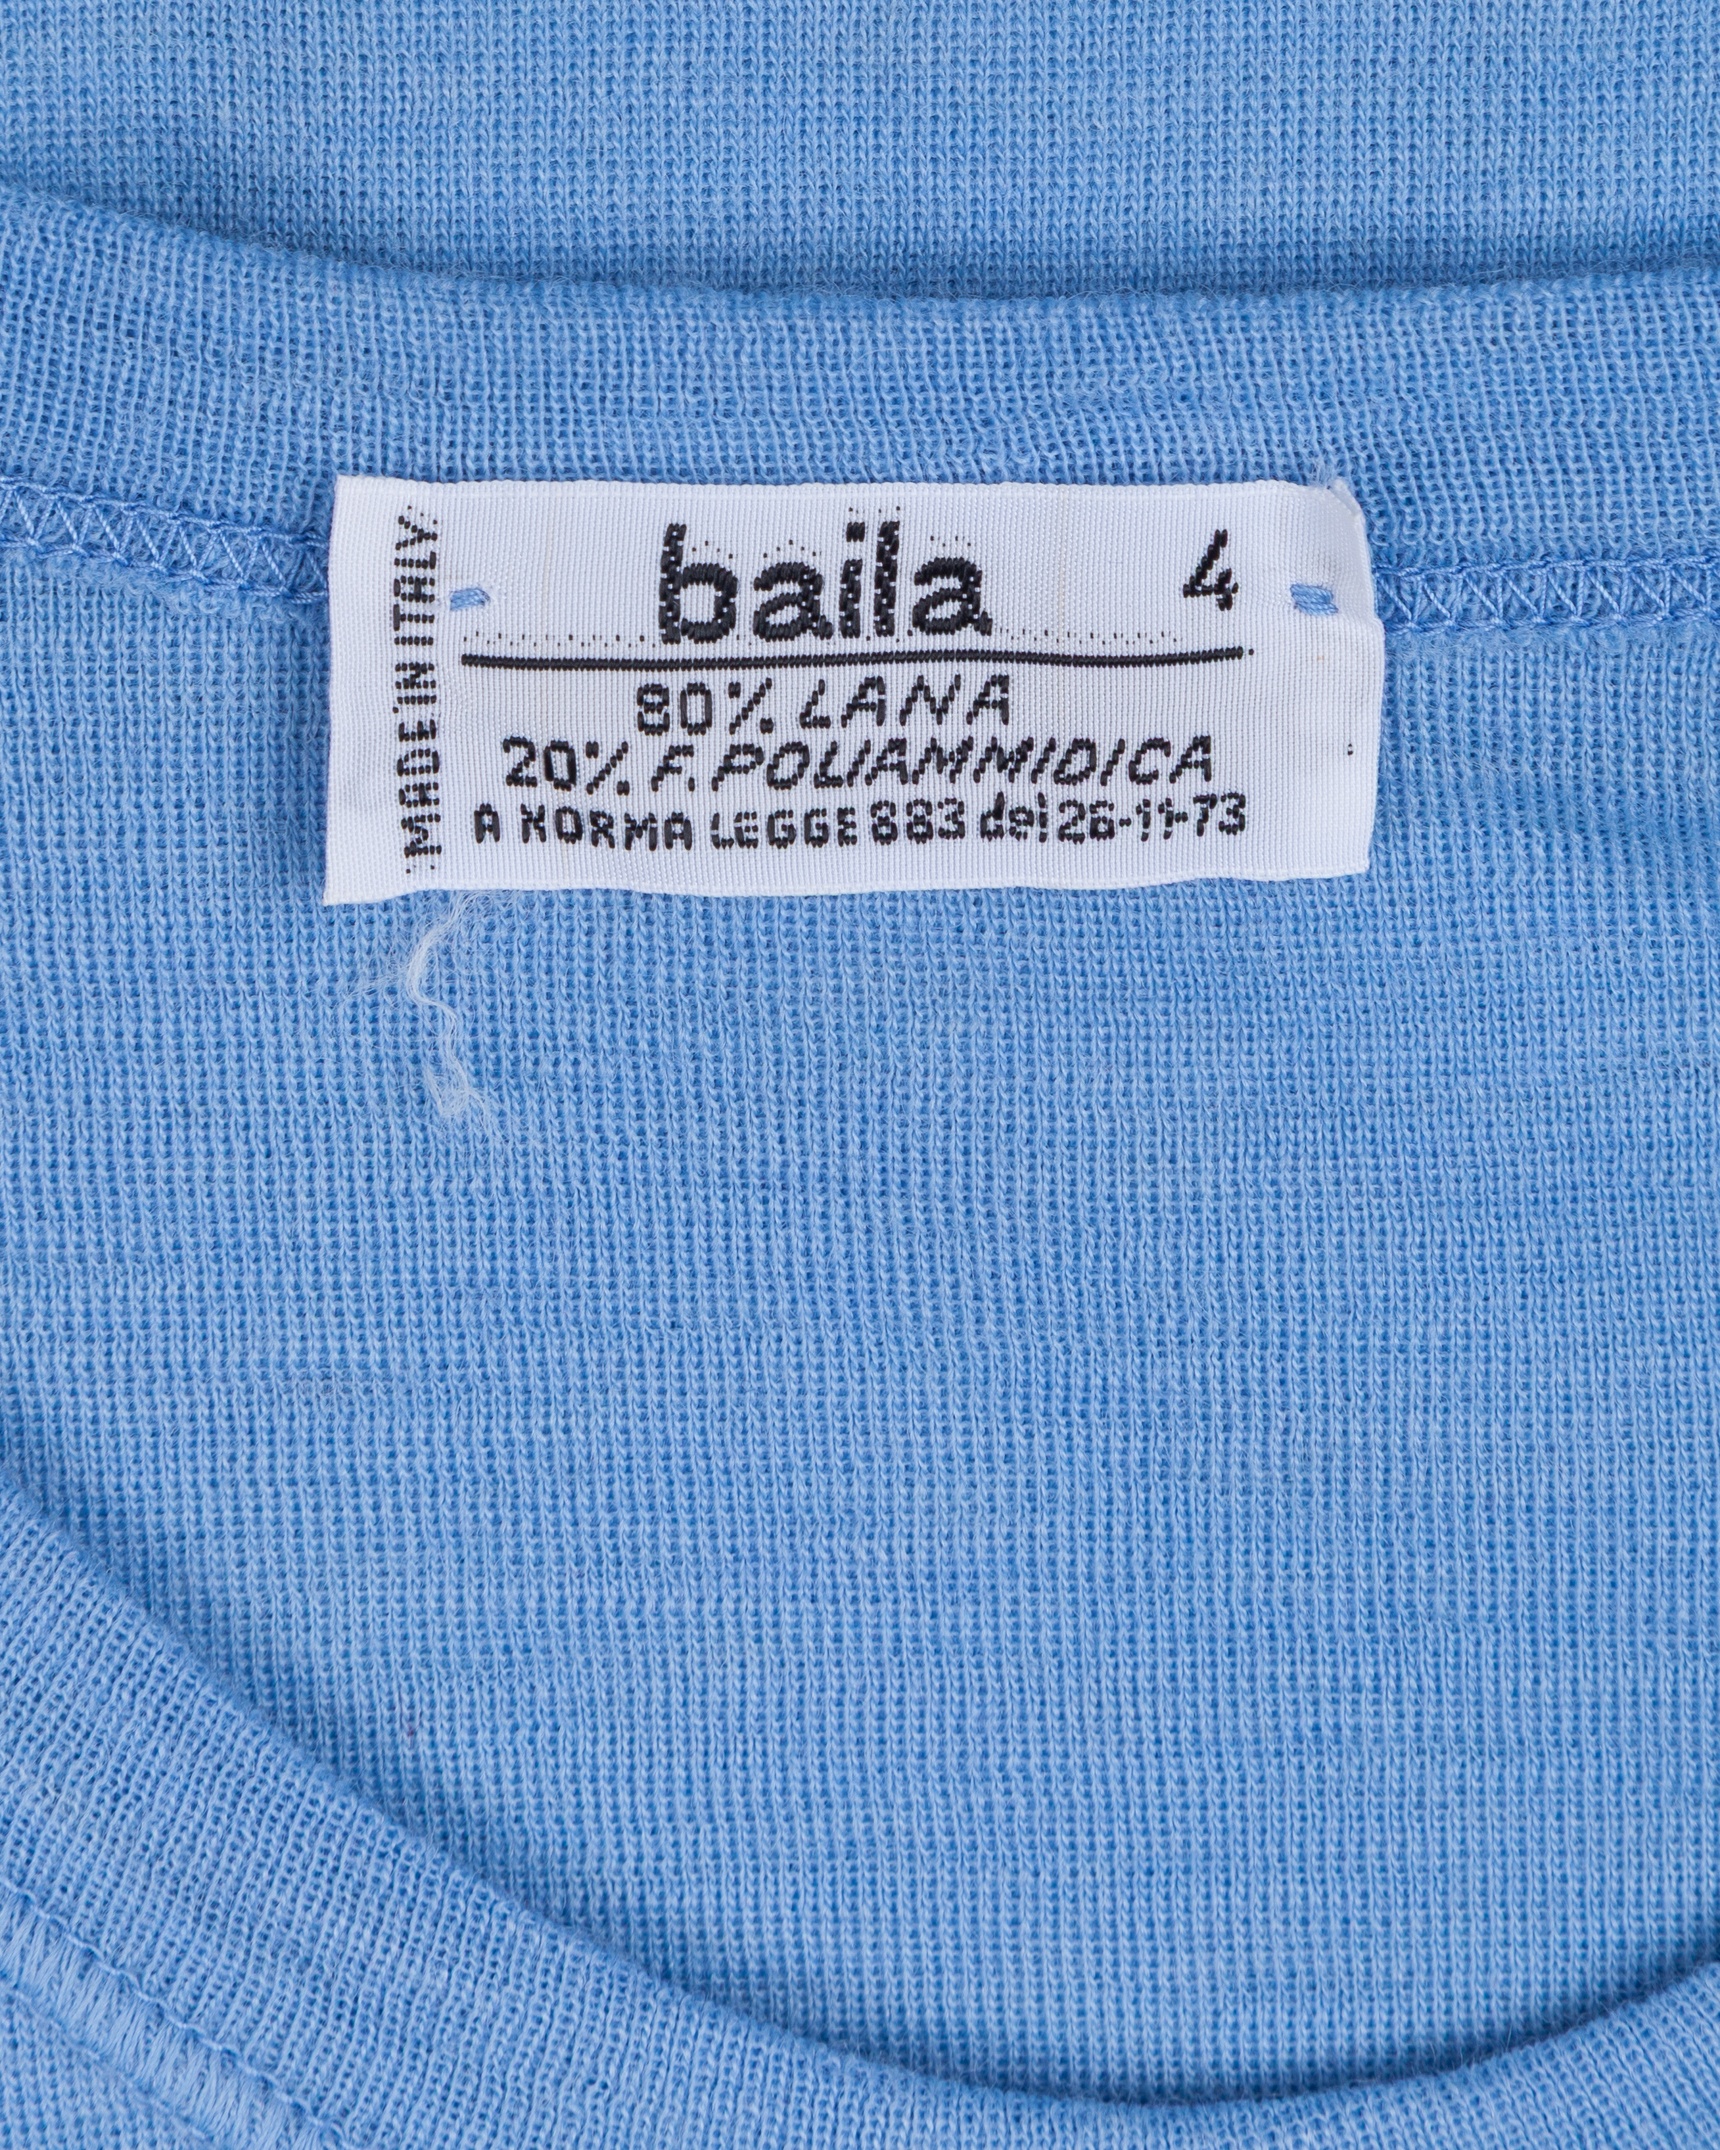 MADE IN ITALY
baila 4
80% LANA
20% F. POLIAMMIDICA
A NORMA LEGGE 883 del 26-11-73